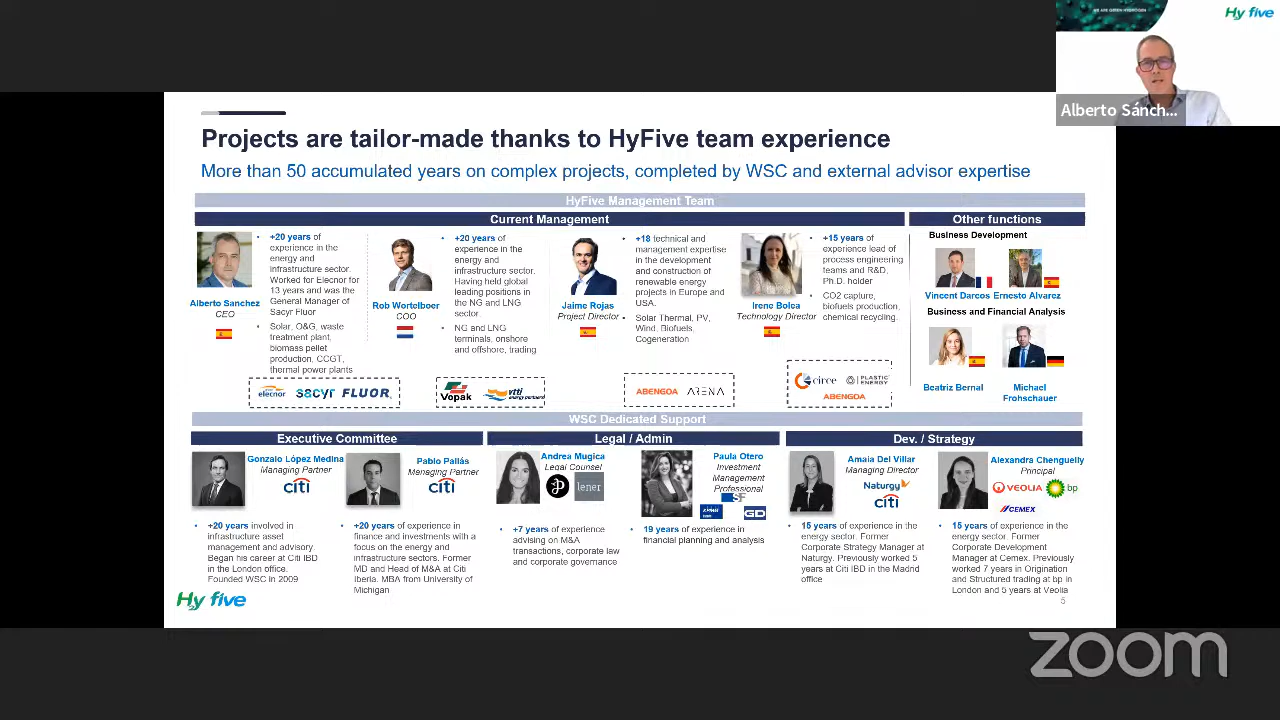 WE ARE GREEN HYDROGEN
Hy five
Alberto Sánch...
Projects are tailor-made thanks to HyFive team experience
More than 50 accumulated years on complex projects, completed by WSC and external advisor expertise
HyFive Management Team
Current Management
Other functions
Alberto Sanchez
CEO
• +20 years of
experience in the
energy and
infrastructure sector.
Worked for Elecnor for
13 years and was the
General Manager of
Sacyr Fluor
• Solar, O&G, waste
treatment plant,
biomass pellet
production, CCGT,
thermal power plants
elecnor
sacyr FLUOR
Rob Wortelboer
COO
• +20 years of
experience in the
energy and
infrastructure sector.
Having held global
leading positions in
the NG and LNG
sector.
• NG and LNG
terminals, onshore
and offshore, trading
Vopak
vtti
energy partners
Jaime Rojas
Project Director
• +18 technical and
management expertise
in the development
and construction of
renewable energy
projects in Europe and
USA.
• Solar Thermal, PV,
Wind, Biofuels,
Cogeneration
ABENGOA ARENA
Irene Bolea
Technology Director
• +15 years of
experience lead of
process engineering
teams and R&D,
Ph.D. holder
• CO2 capture,
biofuels production,
chemical recycling.
circe
PLASTIC
ENERGY
ABENGOA
Business Development
Vincent Darcos Ernesto Alvarez
Business and Financial Analysis
Beatriz Bernal
Michael
Frohschauer
WSC Dedicated Support
Executive Committee
Legal / Admin
Dev. / Strategy
Gonzalo López Medina
Managing Partner
citi
• +20 years involved in
infrastructure asset
management and advisory.
Began his career at Citi IBD
in the London office.
Founded WSC in 2009
Pablo Pallás
Managing Partner
citi
• +20 years of experience in
finance and investments with a
focus on the energy and
infrastructure sectors. Former
MD and Head of M&A at Citi
Iberia. MBA from University of
Michigan
Andrea Mugica
Legal Counsel
lener
• +7 years of experience
advising on M&A
transactions, corporate law
and corporate governance
Paula Otero
Investment
Management
Professional
GD
• 19 years of experience in
financial planning and analysis
Amaia Del Villar
Managing Director
Naturgy
citi
• 15 years of experience in the
energy sector. Former
Corporate Strategy Manager at
Naturgy. Previously worked 5
years at Citi IBD in the Madrid
office
Alexandra Chenguelly
Principal
VEOLIA
bp
CEMEX
• 15 years of experience in the
energy sector. Former
Corporate Development
Manager at Cemex. Previously
worked 7 years in Origination
and Structured trading at bp in
London and 5 years at Veolia
Hy five
5
zoom